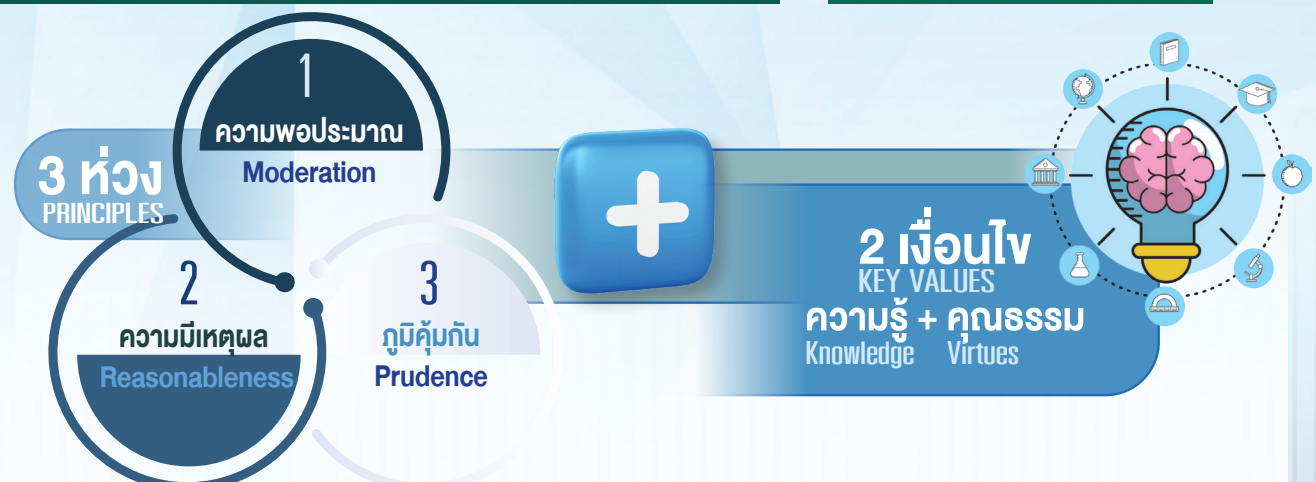 3 ห่วง
PRINCIPLES
1
ความพอประมาณ
Moderation
2
ความมีเหตุผล
Reasonableness
3
ภูมิคุ้มกัน
Prudence
2 เงื่อนไข
KEY VALUES
ความรู้ + คุณธรรม
Knowledge Virtues